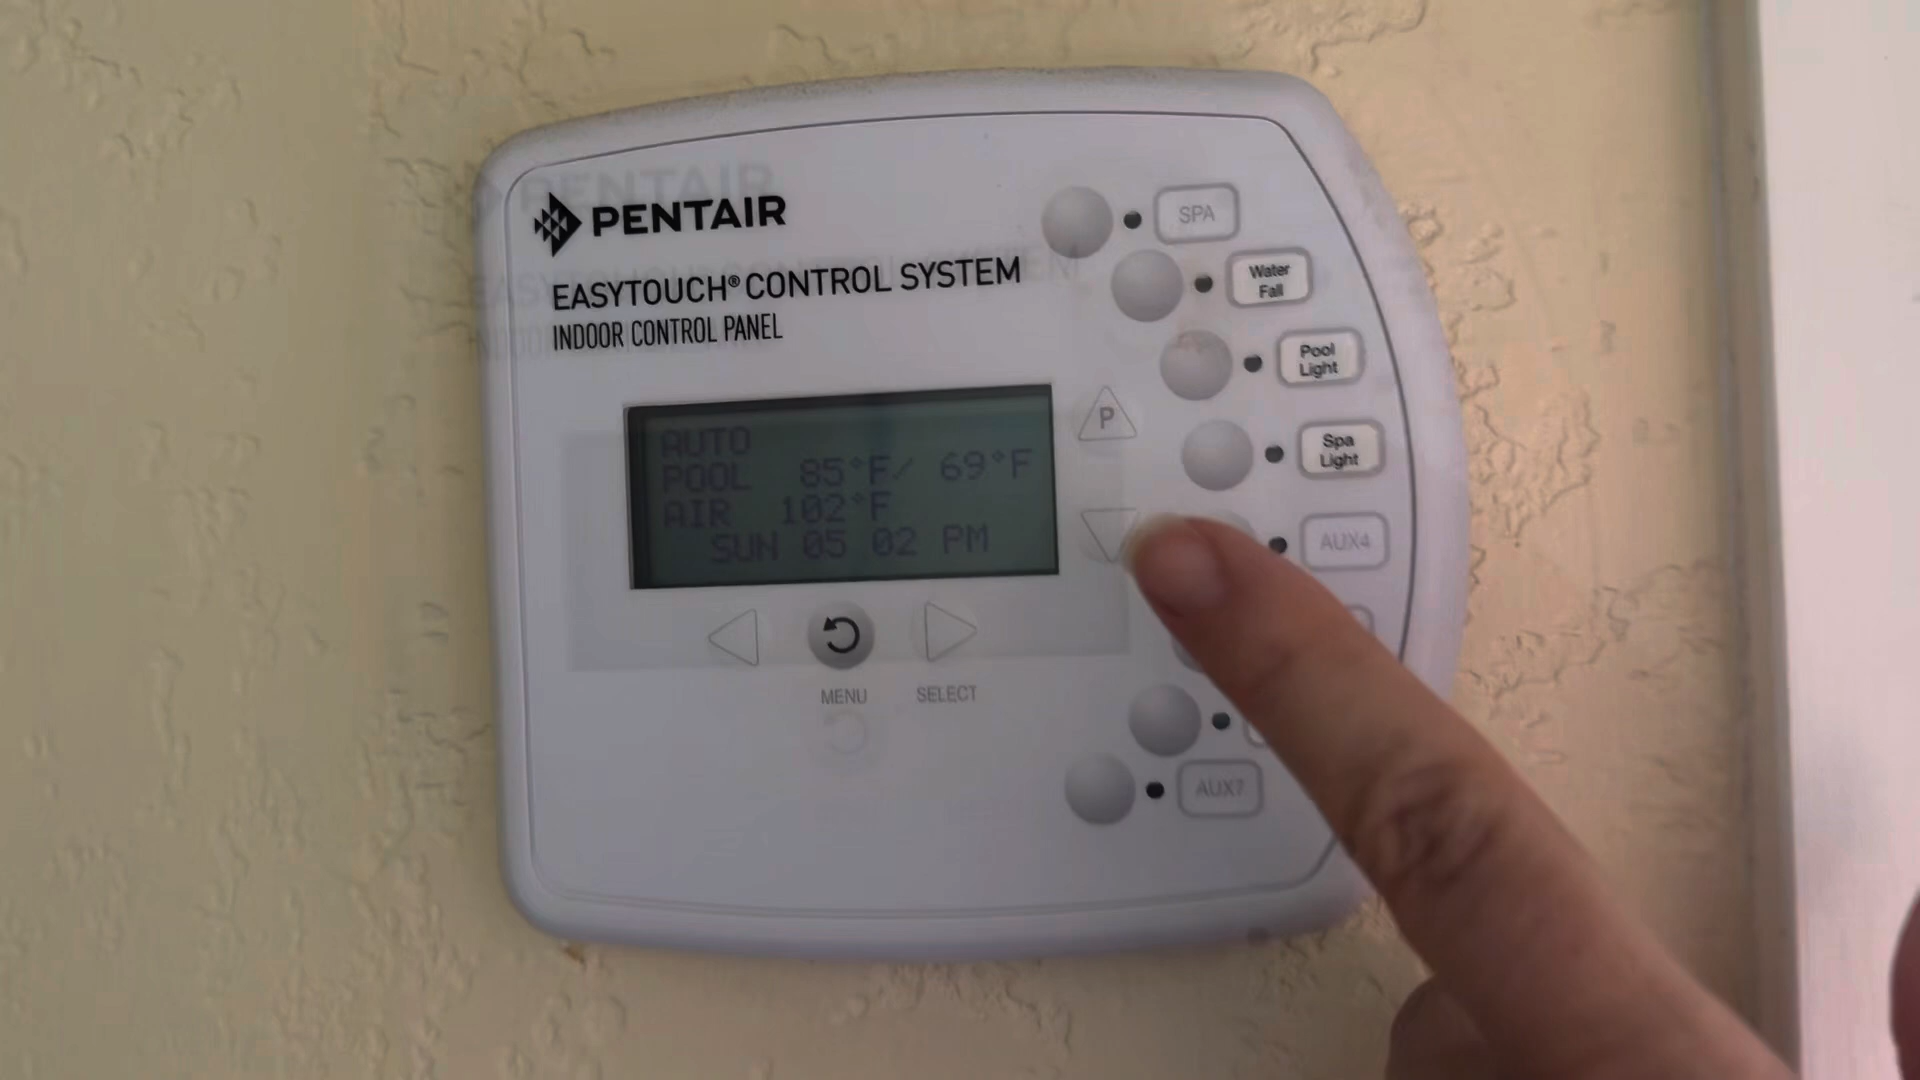 PENTAIR
EASYTOUCH® CONTROL SYSTEM
INDOOR CONTROL PANEL
AUTO
POOL 85°F/ 69°F
AIR 102°F
SUN 05 02 PM
MENU
SELECT
P
SPA
Water
Fall
Pool
Light
Spa
Light
AUX4
AUX7